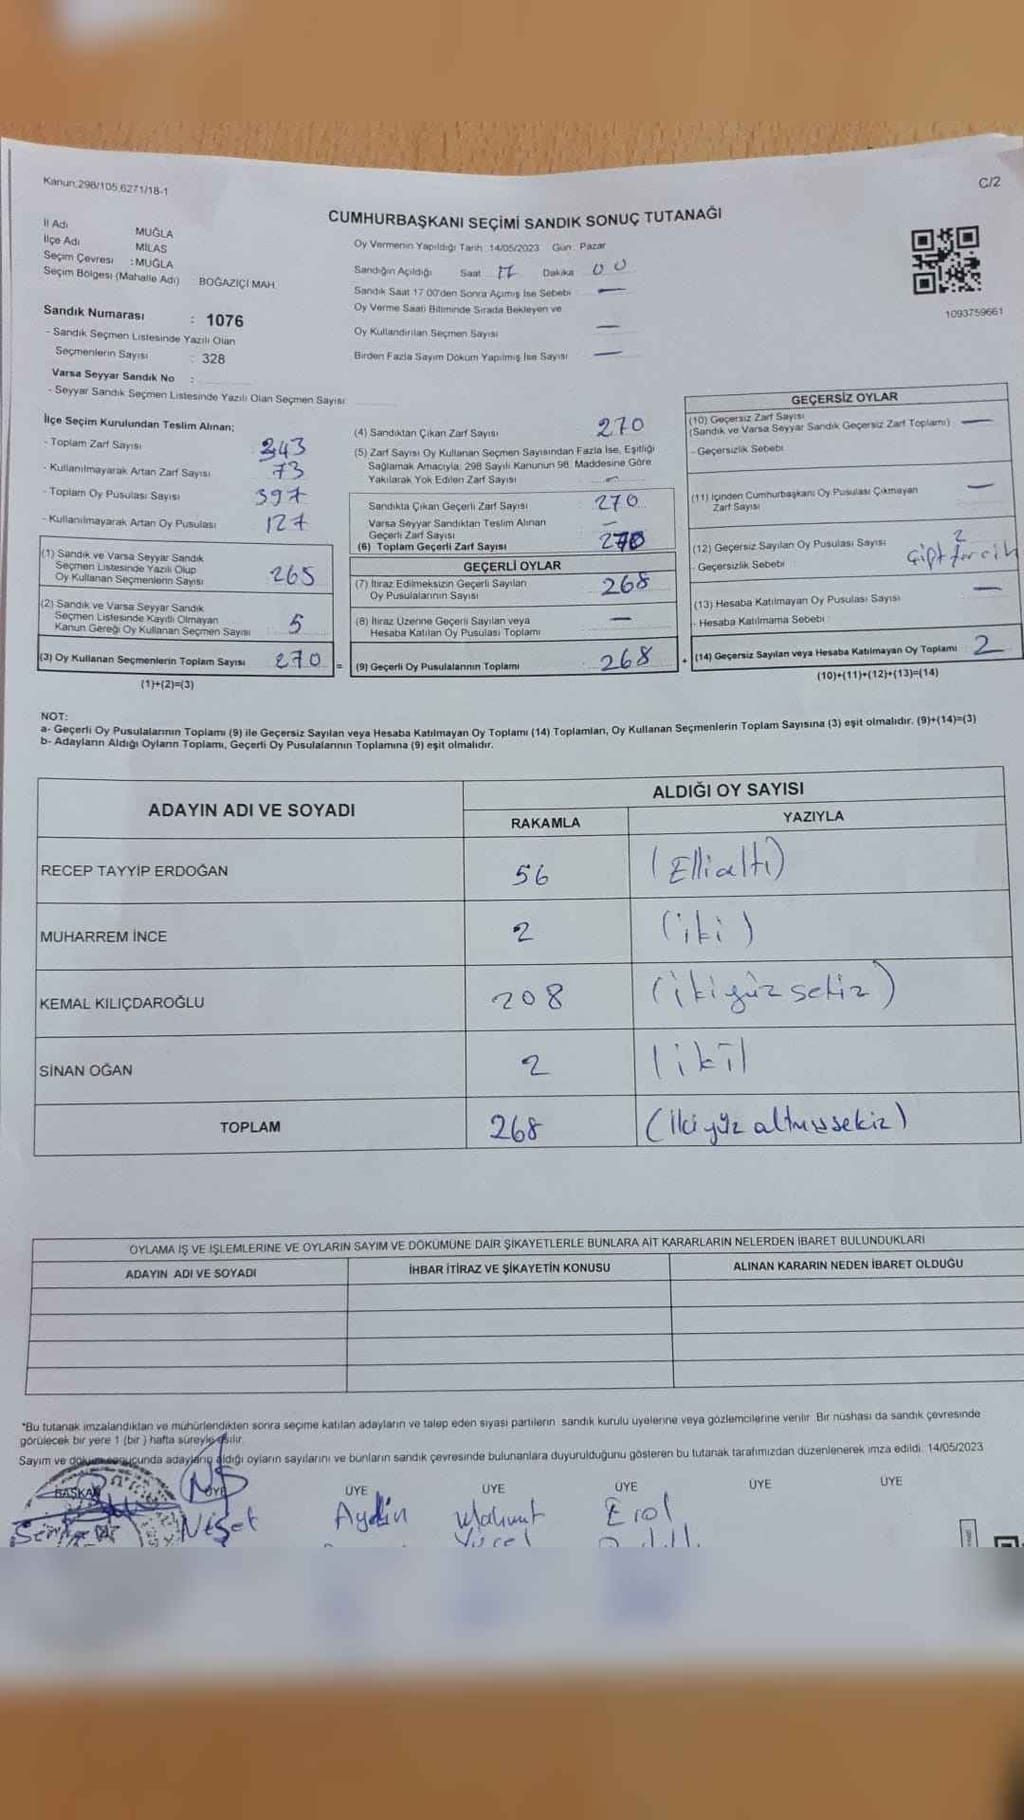 Kanun:298/105,6271/18-1
C/2
CUMHURBAŞKANI SEÇİMİ SANDIK SONUÇ TUTANAĞI
İl Adı MUĞLA
İlçe Adı MİLAS
Seçim Çevresi : MUĞLA
Seçim Bölgesi (Mahalle Adı) BOĞAZİÇİ MAH.
Oy Vermenin Yapıldığı Tarih : 14/05/2023 Gün : Pazar
Sandığın Açıldığı Saat 17 Dakika 00
Sandık Saat 17:00'den Sonra Açımış İse Sebebi —
Oy Verme Saati Bitiminde Sırada Bekleyen ve
Oy Kullandırılan Seçmen Sayısı —
Birden Fazla Sayım Döküm Yapılmış İse Sayısı —
1093759661
Sandık Numarası : 1076
- Sandık Seçmen Listesinde Yazılı Olan
Seçmenlerin Sayısı : 328
Varsa Seyyar Sandık No :
- Seyyar Sandık Seçmen Listesinde Yazılı Olan Seçmen Sayısı:
İlçe Seçim Kurulundan Teslim Alınan;
- Toplam Zarf Sayısı 343
- Kullanılmayarak Artan Zarf Sayısı 73
- Toplam Oy Pusulası Sayısı 397
- Kullanılmayarak Artan Oy Pusulası 127
(1) Sandık ve Varsa Seyyar Sandık
Seçmen Listesinde Yazılı Olup
Oy Kullanan Seçmenlerin Sayısı 265
(2) Sandık ve Varsa Seyyar Sandık
Seçmen Listesinde Kayıtlı Olmayan
Kanun Gereği Oy Kullanan Seçmen Sayısı 5
(3) Oy Kullanan Seçmenlerin Toplam Sayısı 270 =
(1)+(2)=(3)
(4) Sandıktan Çıkan Zarf Sayısı 270
(5) Zarf Sayısı Oy Kullanan Seçmen Sayısından Fazla İse, Eşitliği
Sağlamak Amacıyla; 298 Sayılı Kanunun 98. Maddesine Göre
Yakılarak Yok Edilen Zarf Sayısı —
Sandıkta Çıkan Geçerli Zarf Sayısı 270
Varsa Seyyar Sandıktan Teslim Alınan
Geçerli Zarf Sayısı —
(6) Toplam Geçerli Zarf Sayısı 270
GEÇERLİ OYLAR
(7) İtiraz Edilmeksizin Geçerli Sayılan
Oy Pusulalarının Sayısı 268
(8) İtiraz Üzerine Geçerli Sayılan veya
Hesaba Katılan Oy Pusulası Toplamı —
(9) Geçerli Oy Pusulalarının Toplamı 268 +
GEÇERSİZ OYLAR
(10) Geçersiz Zarf Sayısı
(Sandık ve Varsa Seyyar Sandık Geçersiz Zarf Toplamı) —
- Geçersizlik Sebebi
(11) İçinden Cumhurbaşkanı Oy Pusulası Çıkmayan
Zarf Sayısı —
(12) Geçersiz Sayılan Oy Pusulası Sayısı 2
- Geçersizlik Sebebi Çift tercih
(13) Hesaba Katılmayan Oy Pusulası Sayısı —
- Hesaba Katılmama Sebebi :
(14) Geçersiz Sayılan veya Hesaba Katılmayan Oy Toplamı 2
(10)+(11)+(12)+(13)=(14)
NOT:
a- Geçerli Oy Pusulalarının Toplamı (9) ile Geçersiz Sayılan veya Hesaba Katılmayan Oy Toplamı (14) Toplamları, Oy Kullanan Seçmenlerin Toplam Sayısına (3) eşit olmalıdır. (9)+(14)=(3)
b- Adayların Aldığı Oyların Toplamı, Geçerli Oy Pusulalarının Toplamına (9) eşit olmalıdır.
ADAYIN ADI VE SOYADI
ALDIĞI OY SAYISI
RAKAMLA YAZIYLA
RECEP TAYYİP ERDOĞAN 56 (Ellialtı)
MUHARREM İNCE 2 (iki)
KEMAL KILIÇDAROĞLU 208 (ikiyüz sekiz)
SİNAN OĞAN 2 (iki)
TOPLAM 268 (İkiyüz altmışsekiz)
OYLAMA İŞ VE İŞLEMLERİNE VE OYLARIN SAYIM VE DÖKÜMÜNE DAİR ŞİKAYETLERLE BUNLARA AİT KARARLARIN NELERDEN İBARET BULUNDUKLARI
ADAYIN ADI VE SOYADI İHBAR İTİRAZ VE ŞİKAYETİN KONUSU ALINAN KARARIN NEDEN İBARET OLDUĞU
*Bu tutanak imzalandıktan ve mühürlendikten sonra seçime katılan adayların ve talep eden siyasi partilerin sandık kurulu üyelerine veya gözlemcilerine verilir. Bir nüshası da sandık çevresinde
görülecek bir yere 1 (bir) hafta süreyle asılır.
Sayım ve döküm sonucunda adayların aldığı oyların sayılarını ve bunların sandık çevresinde bulunanlara duyurulduğunu gösteren bu tutanak tarafımızdan düzenlenerek imza edildi. 14/05/2023
BAŞKAN ÜYE ÜYE ÜYE ÜYE ÜYE ÜYE
Neşet Aydın Mahmut Erol
Yücel